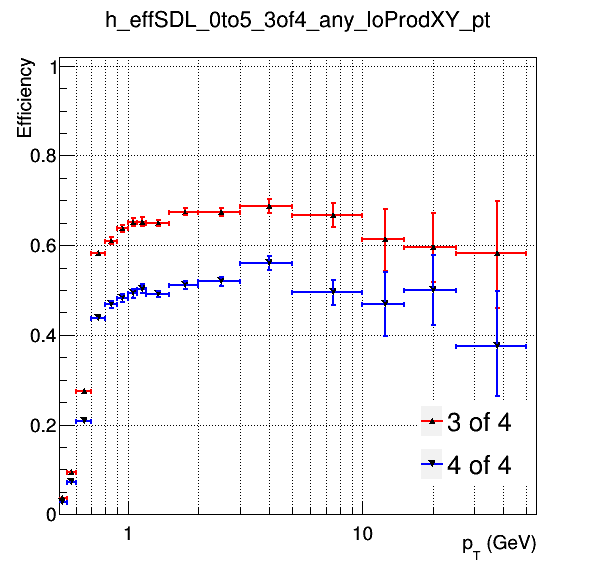 h_effSDL_0to5_3of4_any_loProdXY_pt
Efficiency
1
0.8
0.6
0.4
0.2
0
3 of 4
4 of 4
1
10
p_T (GeV)